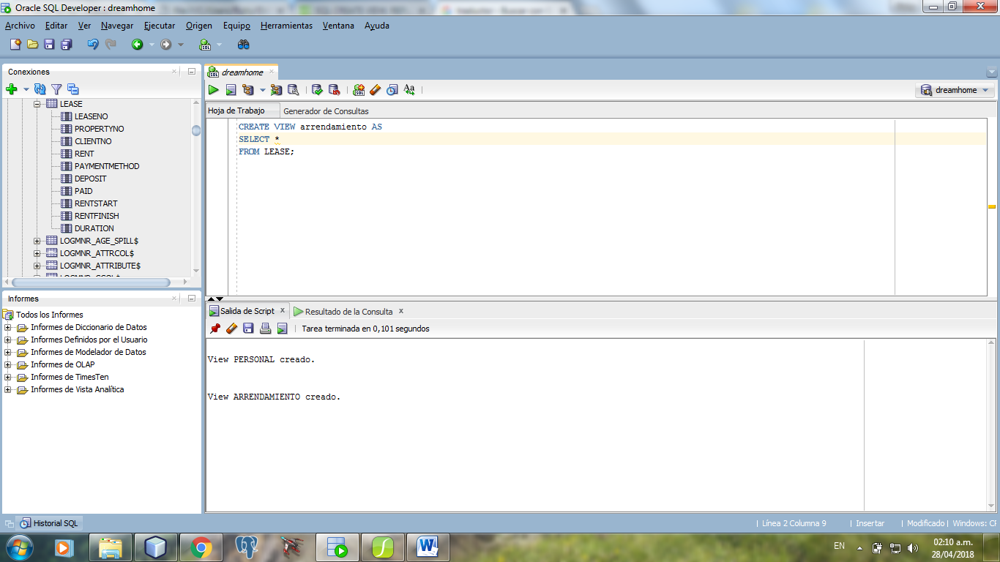 Oracle SQL Developer : dreamhome
Archivo Editar Ver Navegar Ejecutar Origen Equipo Herramientas Ventana Ayuda
Conexiones
LEASE
LEASENO
PROPERTYNO
CLIENTNO
RENT
PAYMENTMETHOD
DEPOSIT
PAID
RENTSTART
RENTFINISH
DURATION
LOGMNR_AGE_SPILL$
LOGMNR_ATTRCOL$
LOGMNR_ATTRIBUTE$
Informes
Todos los Informes
Informes de Diccionario de Datos
Informes Definidos por el Usuario
Informes de Modelador de Datos
Informes de OLAP
Informes de TimesTen
Informes de Vista Analítica
dreamhome
dreamhome
Hoja de Trabajo Generador de Consultas
CREATE VIEW arrendamiento AS
SELECT *
FROM LEASE;
Salida de Script x Resultado de la Consulta x
Tarea terminada en 0,101 segundos
View PERSONAL creado.
View ARRENDAMIENTO creado.
Historial SQL
Línea 2 Columna 9 Insertar Modificado Windows: CF
EN
02:10 a.m.
28/04/2018